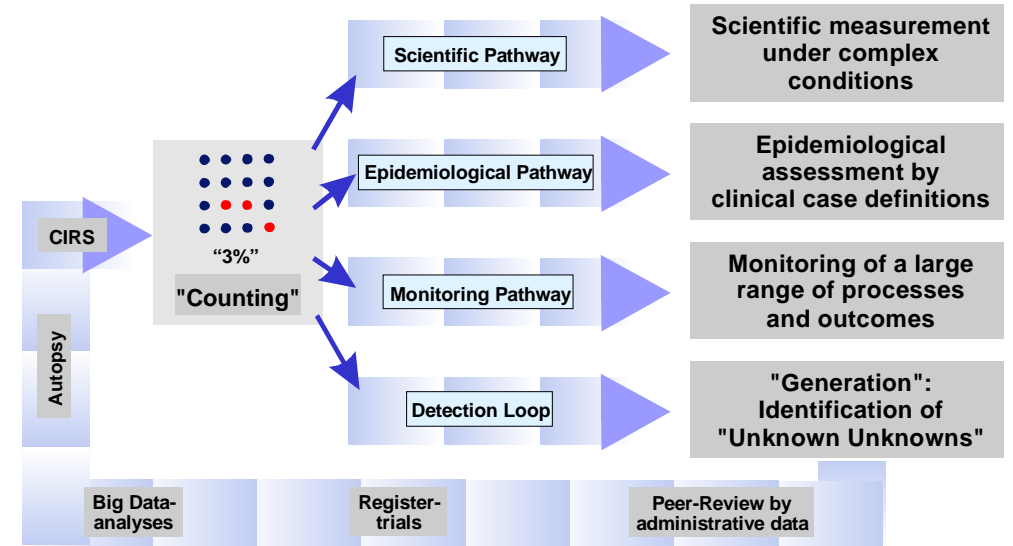 Scientific Pathway
Scientific measurement
under complex
conditions
Epidemiological Pathway
Epidemiological
assessment by
clinical case definitions
CIRS
“3%”
"Counting"
Monitoring Pathway
Monitoring of a large
range of processes
and outcomes
Autopsy
Detection Loop
"Generation":
Identification of
"Unknown Unknowns"
Big Data-
analyses
Register-
trials
Peer-Review by
administrative data